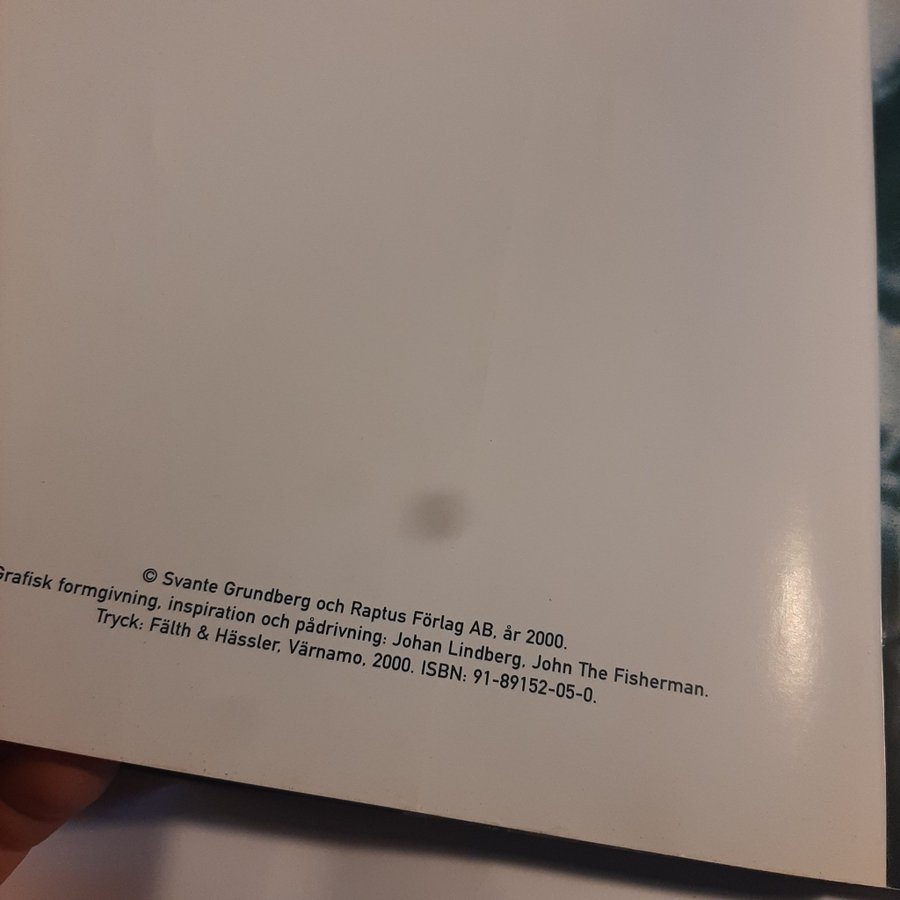 © Svante Grundberg och Raptus Förlag AB, år 2000.
Grafisk formgivning, inspiration och pådrivning: Johan Lindberg, John The Fisherman.
Tryck: Fälth & Hässler, Värnamo, 2000. ISBN: 91-89152-05-0.